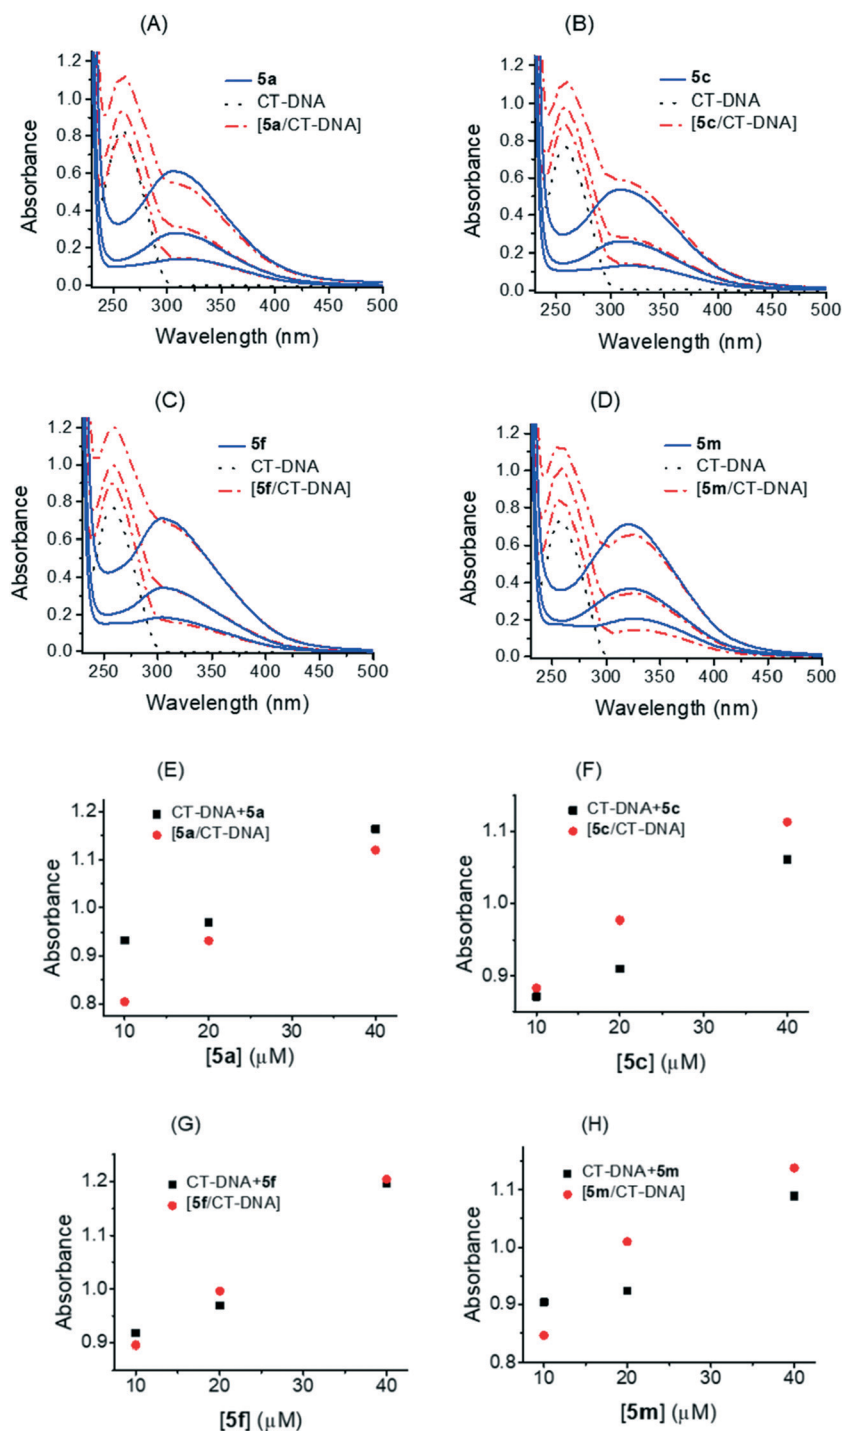 (A)
5a
CT-DNA
[5a/CT-DNA]
Absorbance
1.2
1.0
0.8
0.6
0.4
0.2
0.0
250 300 350 400 450 500
Wavelength (nm)
(B)
5c
CT-DNA
[5c/CT-DNA]
Absorbance
1.2
1.0
0.8
0.6
0.4
0.2
0.0
250 300 350 400 450 500
Wavelength (nm)
(C)
5f
CT-DNA
[5f/CT-DNA]
Absorbance
1.2
1.0
0.8
0.6
0.4
0.2
0.0
250 300 350 400 450 500
Wavelength (nm)
(D)
5m
CT-DNA
[5m/CT-DNA]
Absorbance
1.2
1.0
0.8
0.6
0.4
0.2
0.0
250 300 350 400 450 500
Wavelength (nm)
(E)
CT-DNA+5a
[5a/CT-DNA]
Absorbance
1.2
1.1
1.0
0.9
0.8
10 20 30 40
[5a] (μM)
(F)
CT-DNA+5c
[5c/CT-DNA]
Absorbance
1.1
1.0
0.9
10 20 30 40
[5c] (μM)
(G)
CT-DNA+5f
[5f/CT-DNA]
Absorbance
1.2
1.1
1.0
0.9
10 20 30 40
[5f] (μM)
(H)
CT-DNA+5m
[5m/CT-DNA]
Absorbance
1.1
1.0
0.9
0.8
10 20 30 40
[5m] (μM)